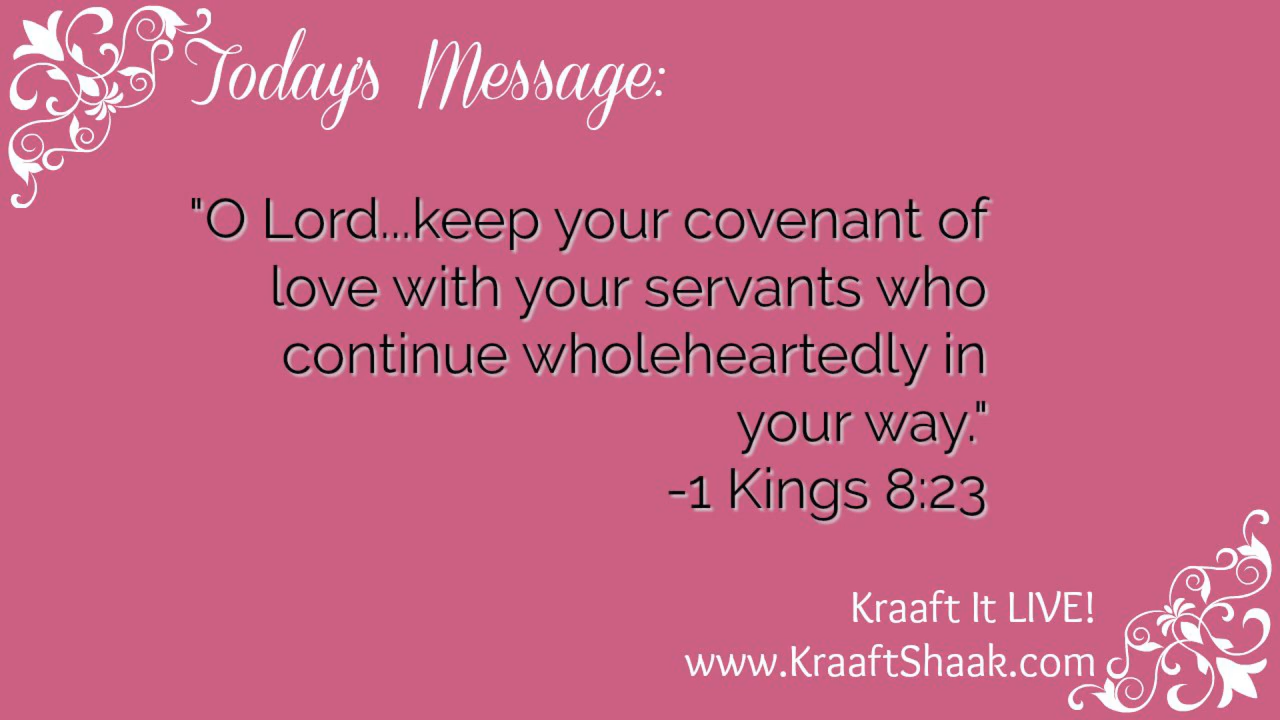 Today's Message:
"O Lord...keep your covenant of
love with your servants who
continue wholeheartedly in
your way."
-1 Kings 8:23
Kraaft It LIVE!
www.KraaftShaak.com